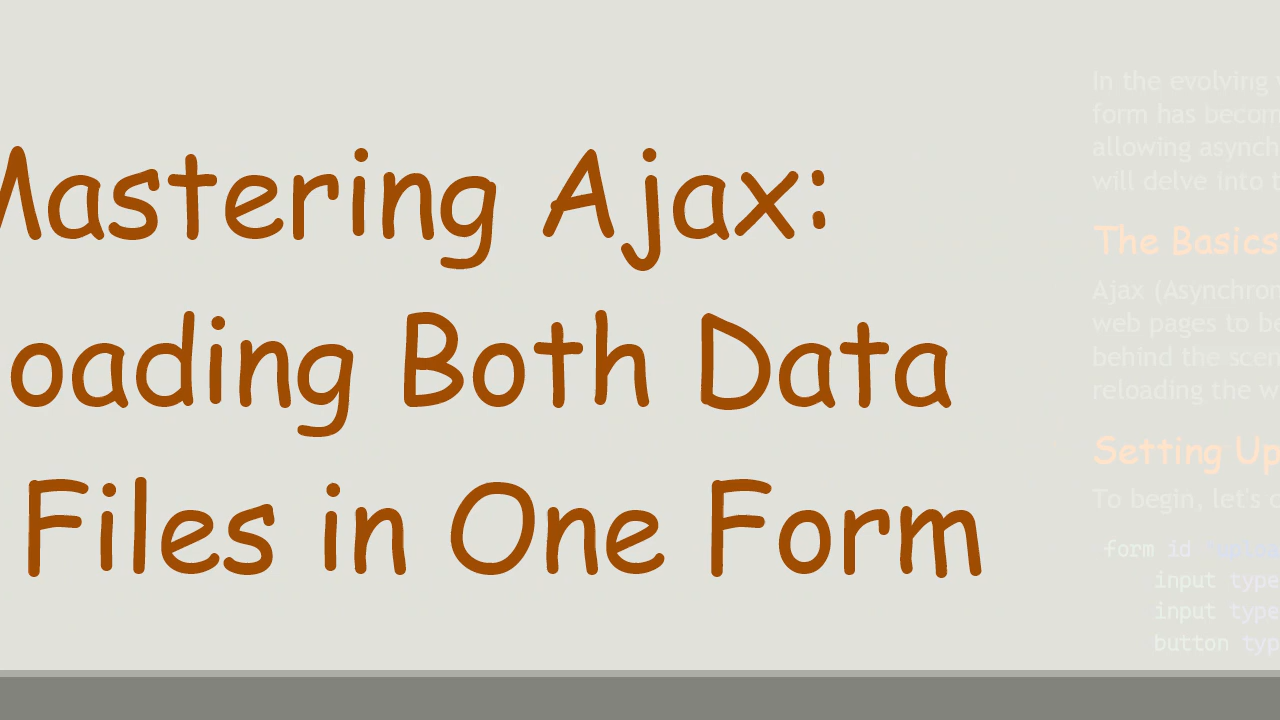 Mastering Ajax:
oading Both Data
Files in One Form
In the evolving
form has becom
allowing asynch
will delve into t
The Basics
Ajax (Asynchron
web pages to be
behind the scen
reloading the w
Setting Up
To begin, let's c
form id
input type
input type
button typ